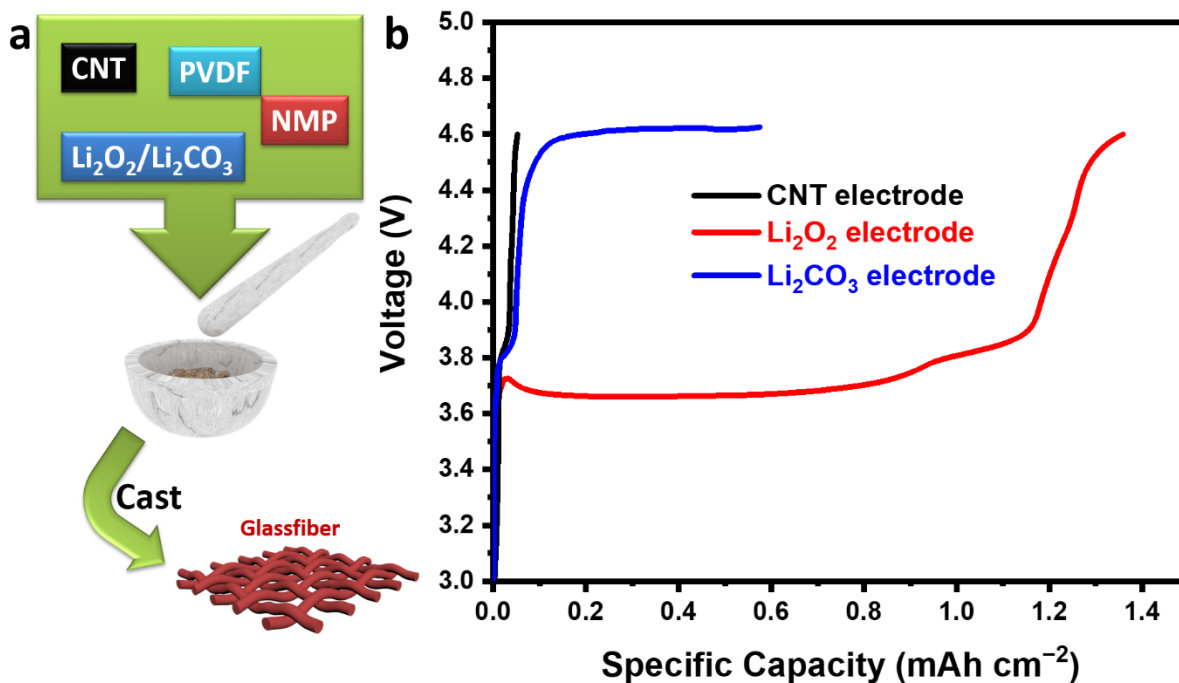 a
CNT
PVDF
NMP
Li₂O₂/Li₂CO₃
Cast
Glassfiber
b
Voltage (V)
5.0
4.8
4.6
4.4
4.2
4.0
3.8
3.6
3.4
3.2
3.0
CNT electrode
Li₂O₂ electrode
Li₂CO₃ electrode
0.0 0.2 0.4 0.6 0.8 1.0 1.2 1.4
Specific Capacity (mAh cm⁻²)